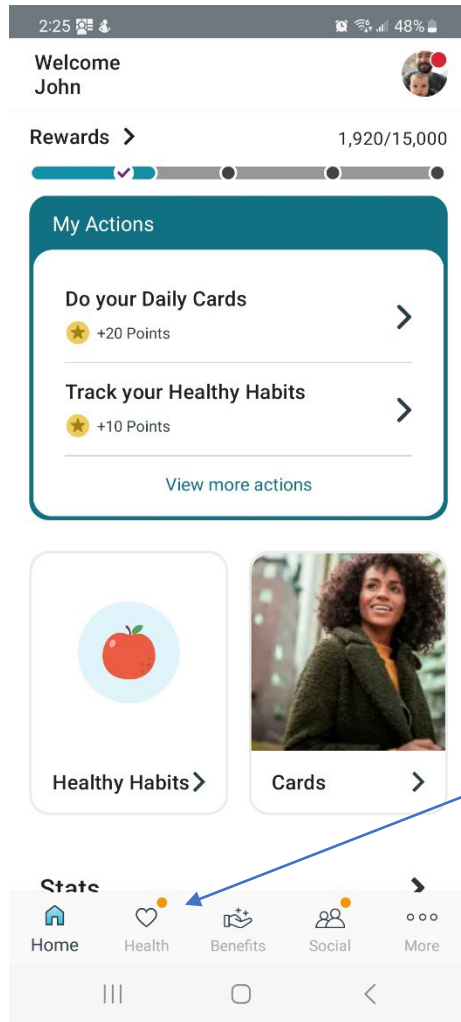 2:25
48%
Welcome
John
Rewards
1,920/15,000
My Actions
Do your Daily Cards
+20 Points
Track your Healthy Habits
+10 Points
View more actions
Healthy Habits
Cards
Stats
Home
Health
Benefits
Social
More